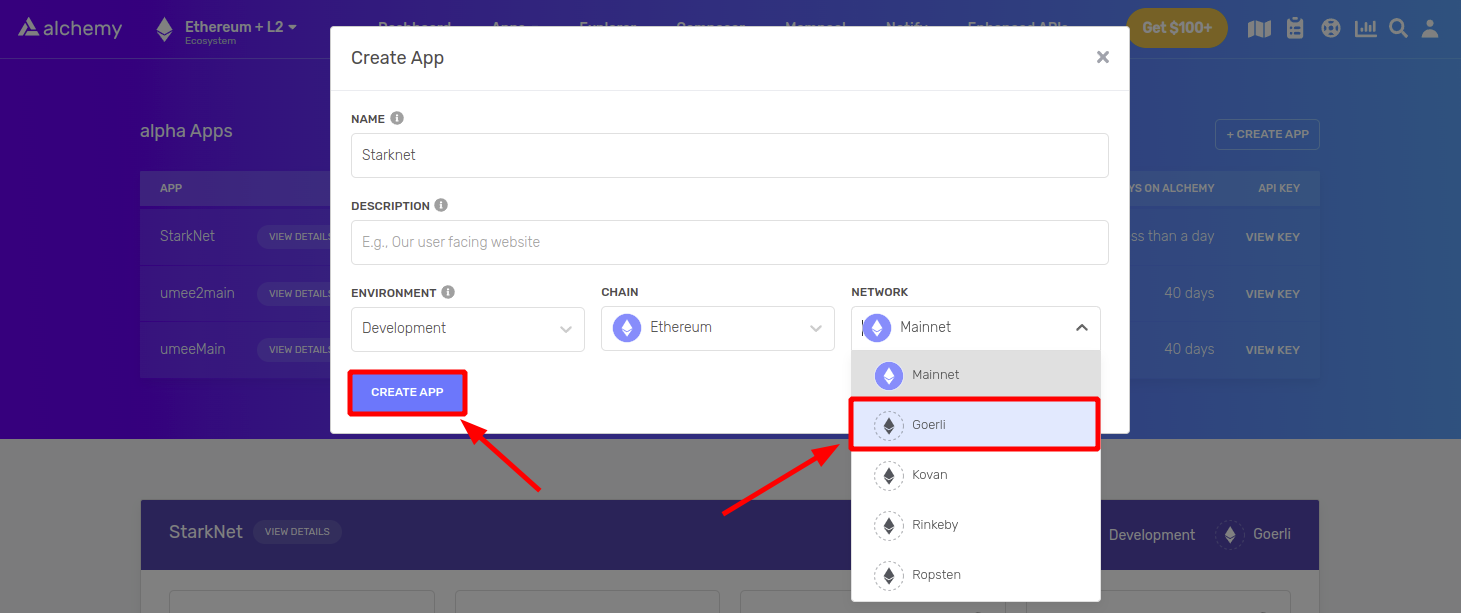 alchemy
Ethereum + L2
Ecosystem
Dashboard Apps Explorer Composer Mempool Notify Enhanced APIs
Get $100+
Create App
NAME
Starknet
DESCRIPTION
E.g., Our user facing website
ENVIRONMENT
Development
CHAIN
Ethereum
NETWORK
Mainnet
Mainnet
Goerli
Kovan
Rinkeby
Ropsten
CREATE APP
alpha Apps
+ CREATE APP
APP
YS ON ALCHEMY
API KEY
StarkNet
VIEW DETAILS
ss than a day
VIEW KEY
umee2main
VIEW DETAILS
40 days
VIEW KEY
umeeMain
VIEW DETAILS
40 days
VIEW KEY
StarkNet
VIEW DETAILS
Development
Goerli